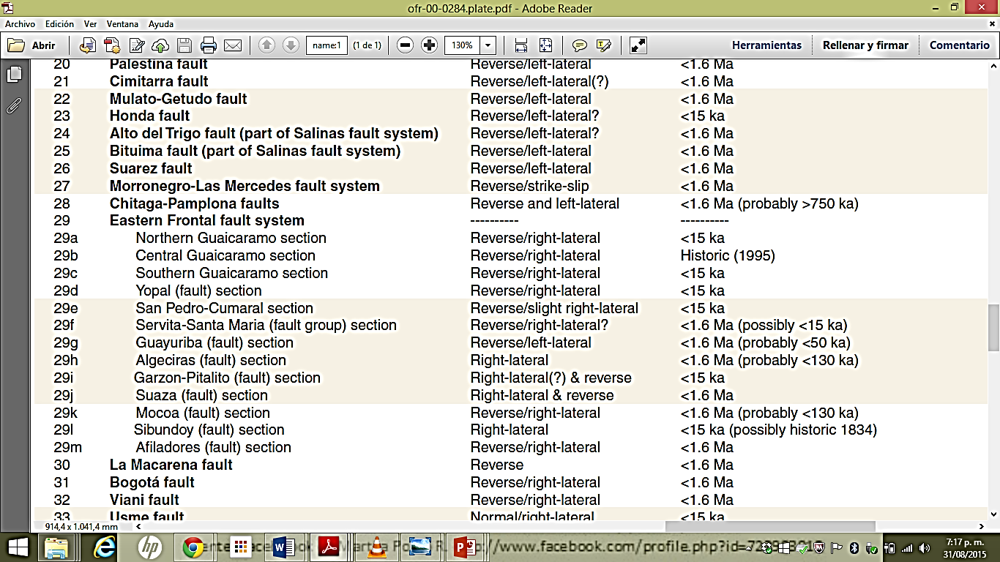 ofr-00-0284.plate.pdf - Adobe Reader
Archivo Edición Ver Ventana Ayuda
Abrir name:1 (1 de 1) 130% Herramientas Rellenar y firmar Comentario
20 Palestina fault Reverse/left-lateral <1.6 Ma
21 Cimitarra fault Reverse/left-lateral(?) <1.6 Ma
22 Mulato-Getudo fault Reverse/left-lateral <1.6 Ma
23 Honda fault Reverse/left-lateral? <15 ka
24 Alto del Trigo fault (part of Salinas fault system) Reverse/left-lateral? <1.6 Ma
25 Bituima fault (part of Salinas fault system) Reverse/left-lateral <1.6 Ma
26 Suarez fault Reverse/left-lateral <1.6 Ma
27 Morronegro-Las Mercedes fault system Reverse/strike-slip <1.6 Ma
28 Chitaga-Pamplona faults Reverse and left-lateral <1.6 Ma (probably >750 ka)
29 Eastern Frontal fault system ---------- ----------
29a Northern Guaicaramo section Reverse/right-lateral <15 ka
29b Central Guaicaramo section Reverse/right-lateral Historic (1995)
29c Southern Guaicaramo section Reverse/right-lateral <15 ka
29d Yopal (fault) section Reverse/right-lateral <15 ka
29e San Pedro-Cumaral section Reverse/slight right-lateral <15 ka
29f Servita-Santa Maria (fault group) section Reverse/right-lateral? <1.6 Ma (possibly <15 ka)
29g Guayuriba (fault) section Reverse/left-lateral <1.6 Ma (probably <50 ka)
29h Algeciras (fault) section Right-lateral <1.6 Ma (probably <130 ka)
29i Garzon-Pitalito (fault) section Right-lateral(?) & reverse <15 ka
29j Suaza (fault) section Right-lateral & reverse <1.6 Ma
29k Mocoa (fault) section Reverse/right-lateral <1.6 Ma (probably <130 ka)
29l Sibundoy (fault) section Right-lateral <15 ka (possibly historic 1834)
29m Afiladores (fault) section Reverse/right-lateral <1.6 Ma
30 La Macarena fault Reverse <1.6 Ma
31 Bogotá fault Reverse/right-lateral <1.6 Ma
32 Viani fault Reverse/right-lateral <1.6 Ma
33 Usme fault Normal/right-lateral <15 ka
914,4 x 1.041,4 mm
hp //www.facebook.com/profile.php?id= 7:17 p. m.
31/08/2015